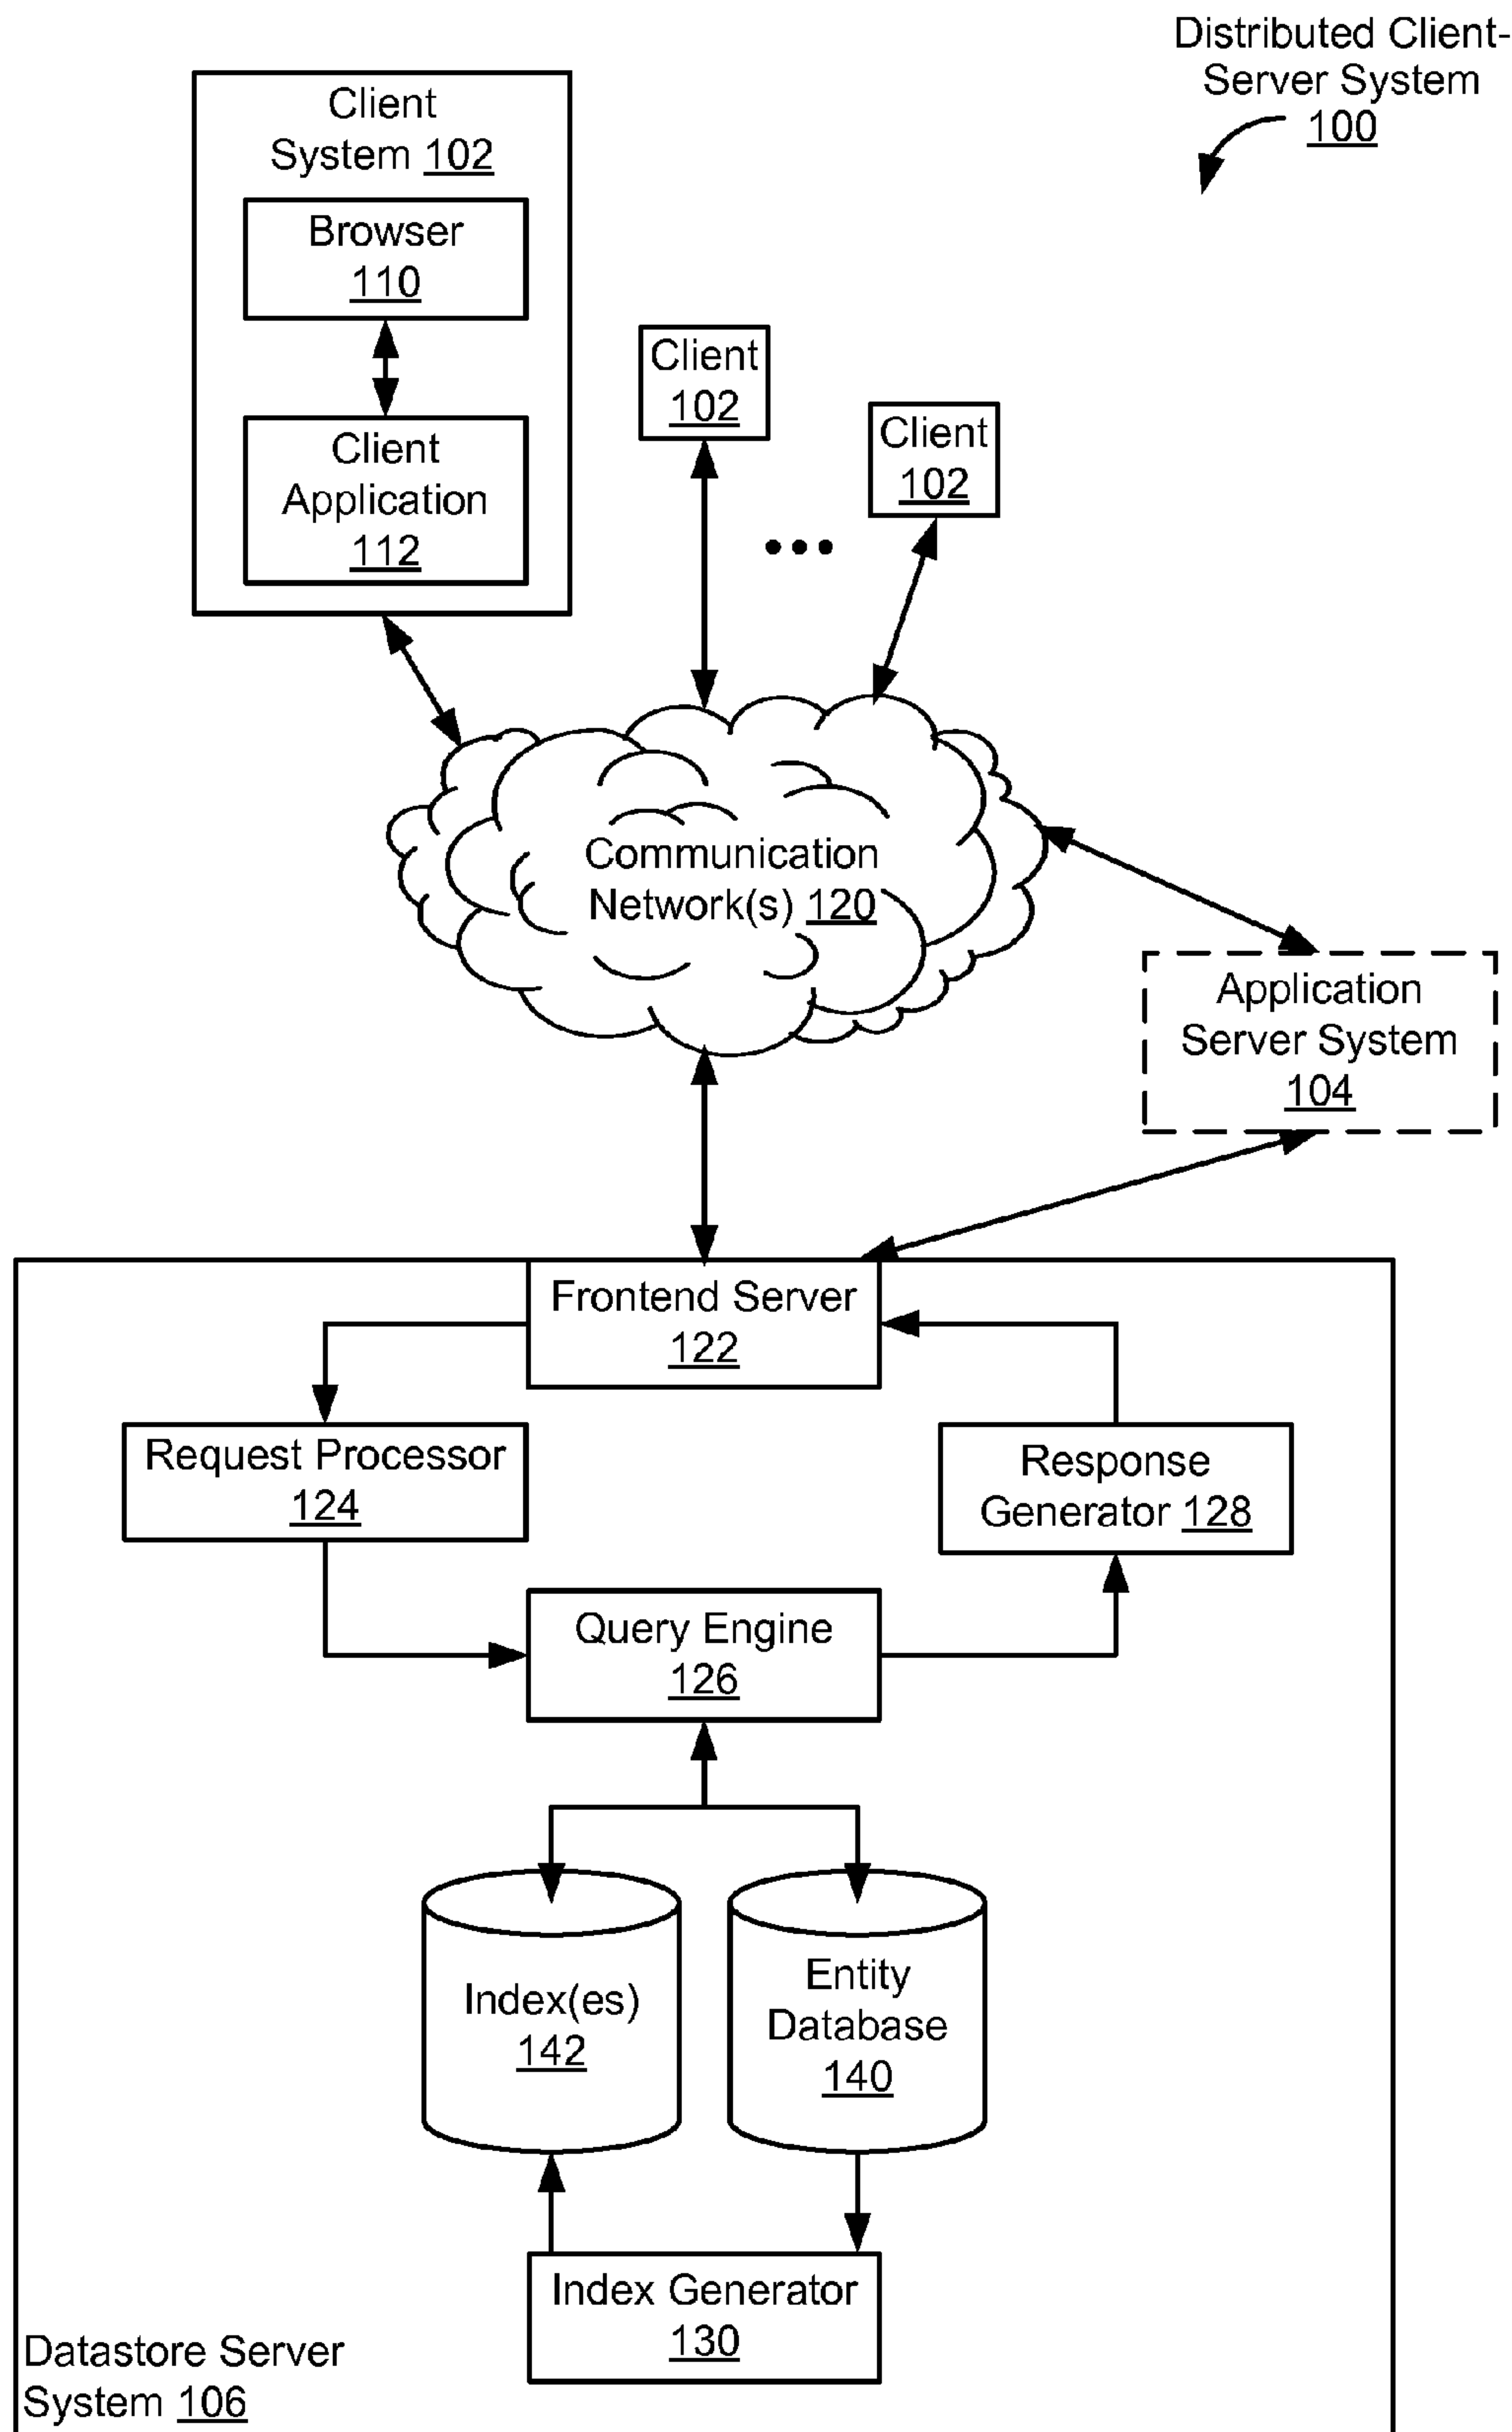 Distributed Client-
Server System
100
Client
System 102
Browser
110
Client
Application
112
Client
102
Client
102
Communication
Network(s) 120
Application
Server System
104
Frontend Server
122
Request Processor
124
Response
Generator 128
Query Engine
126
Index(es)
142
Entity
Database
140
Index Generator
130
Datastore Server
System 106